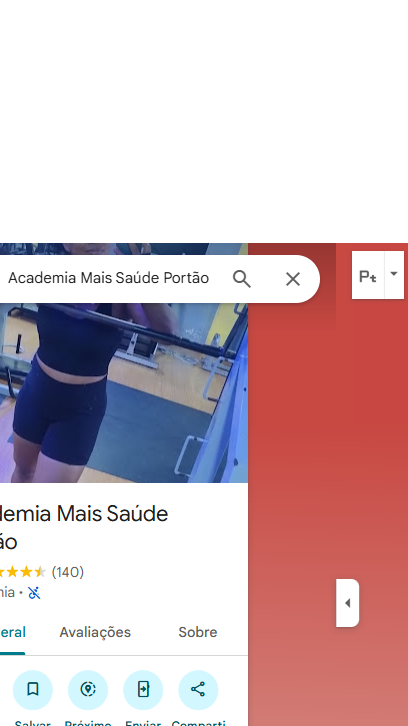 Academia Mais Saúde Portão
Pt
demia Mais Saúde
ão
(140)
nia •
eral Avaliações Sobre
Salvar Próximo Enviar Comparti